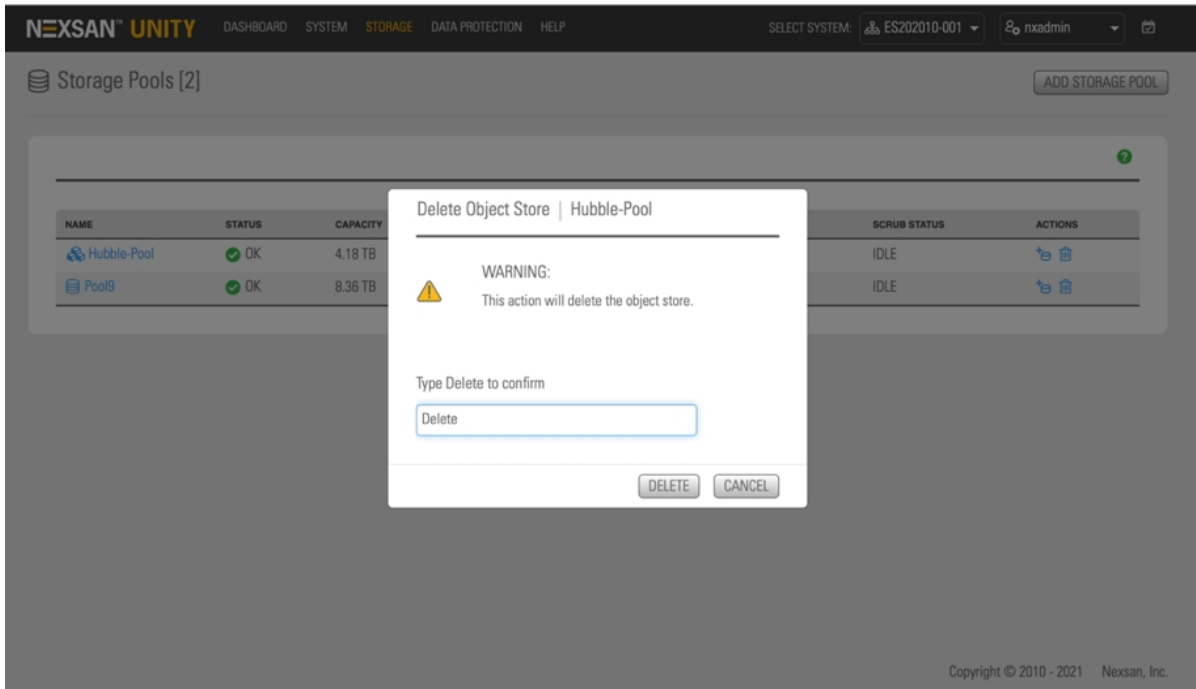 NEXSAN™ UNITY DASHBOARD SYSTEM STORAGE DATA PROTECTION HELP SELECT SYSTEM: ES202010-001 nxadmin
Storage Pools [2] ADD STORAGE POOL
Delete Object Store | Hubble-Pool
NAME STATUS CAPACITY SCRUB STATUS ACTIONS
Hubble-Pool OK 4.18 TB IDLE
WARNING:
Pool9 OK 8.36 TB IDLE
This action will delete the object store.
Type Delete to confirm
Delete
DELETE CANCEL
Copyright © 2010 - 2021 Nexsan, Inc.